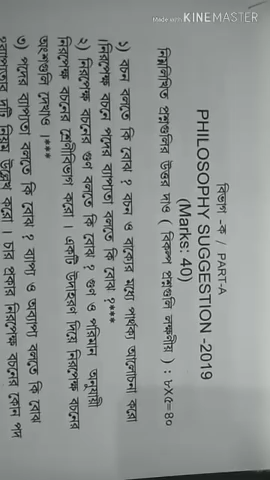 Made with KINEMASTER
বিভাগ -ক / PART-A
PHILOSOPHY SUGGESTION -2019
(Marks: 40)
নিম্নলিখিত প্রশ্নগুলির উত্তর দাও ( বিকল্প প্রশ্নগুলি লক্ষণীয় ) : ৮X৫=৪০
১) বচন বলতে কি বোঝ ? বচন ও বাক্যের মধ্যে পার্থক্য আলোচনা করো
।নিরপেক্ষ বচনে পদের ব্যাপ্যতা বলতে কি বোঝ ?***
২) নিরপেক্ষ বচনের গুণ বলতে কি বোঝ ? গুণ ও পরিমান অনুযায়ী
নিরপেক্ষ বচনের শ্রেণীবিভাগ করো । একটি উদাহরণ দিয়ে নিরপেক্ষ বচনের
অংশগুলি দেখাও ।***
৩) পদের ব্যাপ্যতা বলতে কি বোঝ ? ব্যাপ্য ও অব্যাপ্য বলতে কি বোঝ
দুটি নিয়ম উল্লেখ করো । চার প্রকার নিরপেক্ষ বচনের কোন পদ